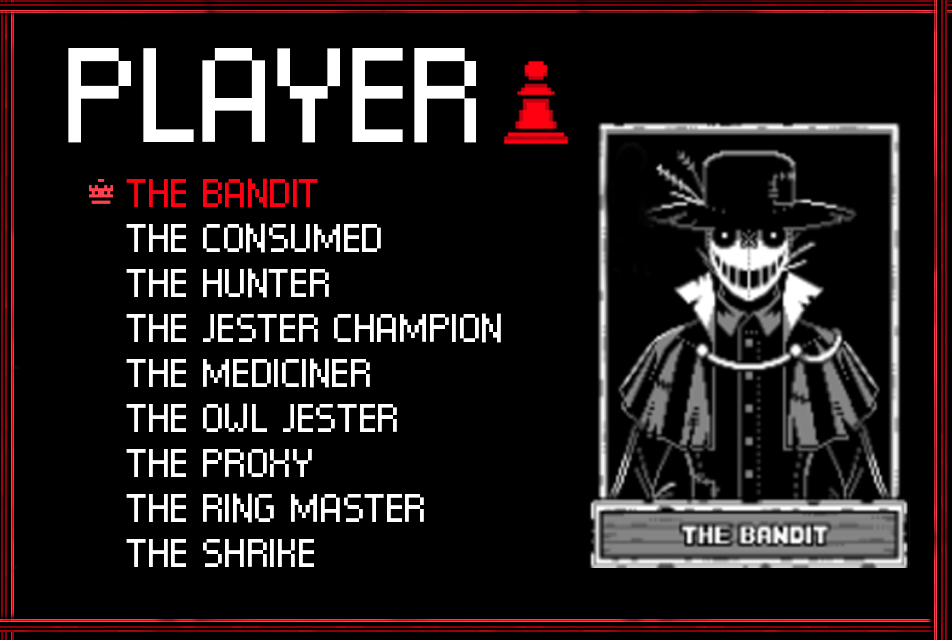 PLAYER
THE BANDIT
THE CONSUMED
THE HUNTER
THE JESTER CHAMPION
THE MEDICINER
THE OWL JESTER
THE PROXY
THE RING MASTER
THE SHRIKE
THE BANDIT